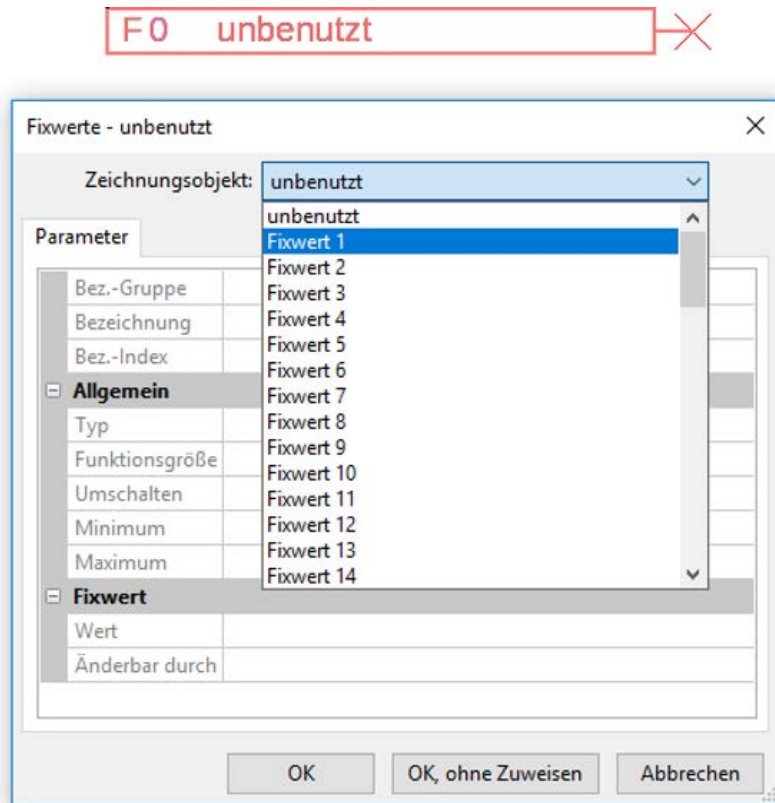 F 0 unbenutzt
Fixwerte - unbenutzt
Zeichnungsobjekt: unbenutzt
unbenutzt
Fixwert 1
Fixwert 2
Fixwert 3
Fixwert 4
Fixwert 5
Fixwert 6
Fixwert 7
Fixwert 8
Fixwert 9
Fixwert 10
Fixwert 11
Fixwert 12
Fixwert 13
Fixwert 14
Parameter
Bez.-Gruppe
Bezeichnung
Bez.-Index
Allgemein
Typ
Funktionsgröße
Umschalten
Minimum
Maximum
Fixwert
Wert
Änderbar durch
OK OK, ohne Zuweisen Abbrechen